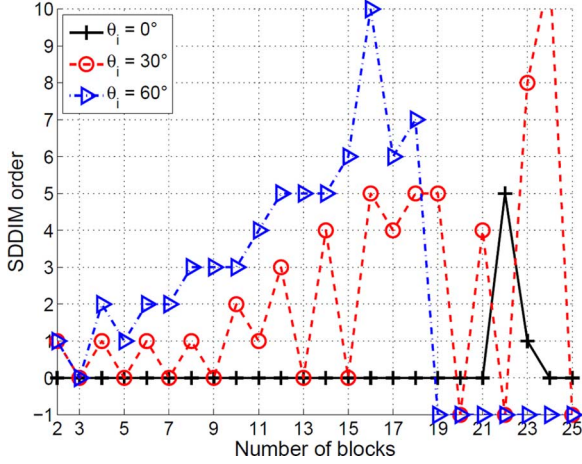 SDDIM order
10
9
8
7
6
5
4
3
2
1
0
−1
θi = 0°
θi = 30°
θi = 60°
2 3 5 7 9 11 13 15 17 19 21 23 25
Number of blocks